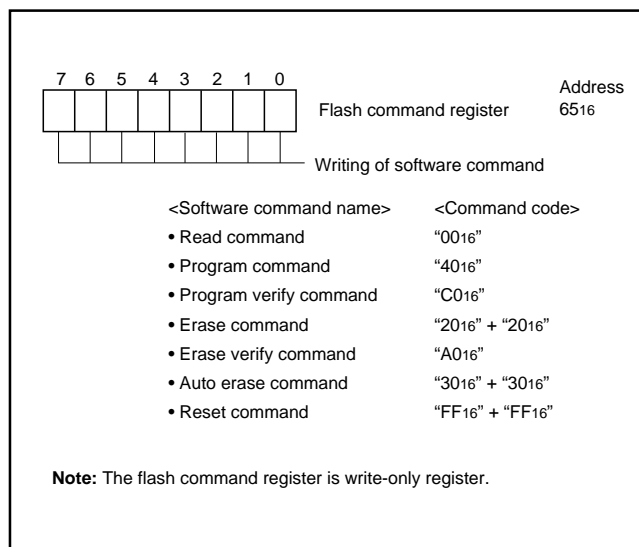 7 6 5 4 3 2 1 0
Address
Flash command register 6516
Writing of software command
<Software command name> <Command code>
• Read command “0016”
• Program command “4016”
• Program verify command “C016”
• Erase command “2016” + “2016”
• Erase verify command “A016”
• Auto erase command “3016” + “3016”
• Reset command “FF16” + “FF16”
Note: The flash command register is write-only register.